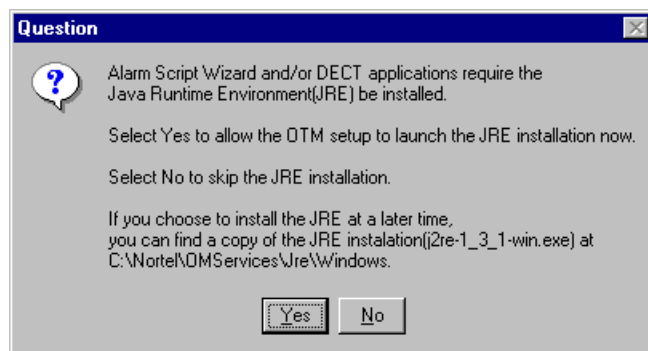 Question
Alarm Script Wizard and/or DECT applications require the
Java Runtime Environment(JRE) be installed.
Select Yes to allow the OTM setup to launch the JRE installation now.
Select No to skip the JRE installation.
If you choose to install the JRE at a later time,
you can find a copy of the JRE instalation(j2re-1_3_1-win.exe) at
C:\Nortel\OMServices\Jre\Windows.
Yes No